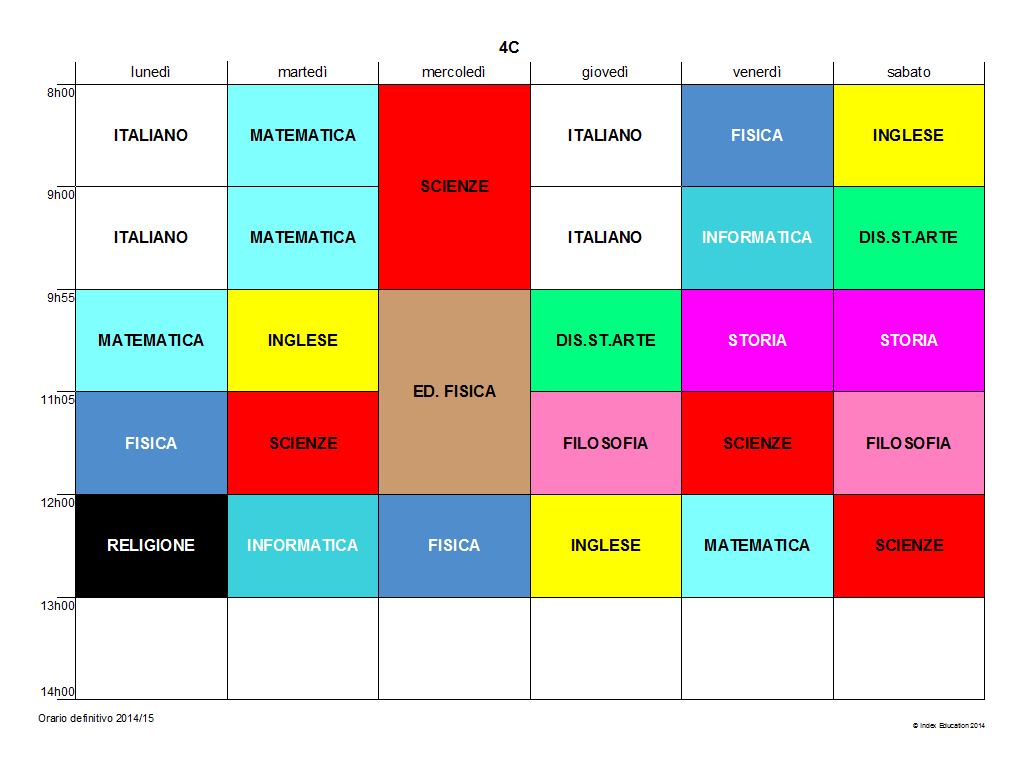 4C
lunedì martedì mercoledì giovedì venerdì sabato
8h00
ITALIANO MATEMATICA ITALIANO FISICA INGLESE
SCIENZE
9h00
ITALIANO MATEMATICA ITALIANO INFORMATICA DIS.ST.ARTE
9h55
MATEMATICA INGLESE DIS.ST.ARTE STORIA STORIA
ED. FISICA
11h05
FISICA SCIENZE FILOSOFIA SCIENZE FILOSOFIA
12h00
RELIGIONE INFORMATICA FISICA INGLESE MATEMATICA SCIENZE
13h00
14h00
Orario definitivo 2014/15
© Index Education 2014